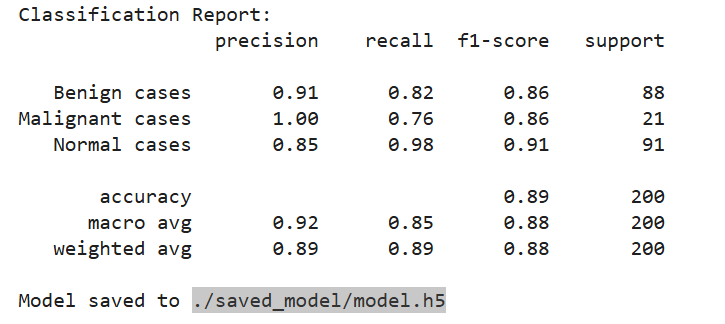 Classification Report:
precision recall f1-score support
Benign cases 0.91 0.82 0.86 88
Malignant cases 1.00 0.76 0.86 21
Normal cases 0.85 0.98 0.91 91
accuracy 0.89 200
macro avg 0.92 0.85 0.88 200
weighted avg 0.89 0.89 0.88 200
Model saved to ./saved_model/model.h5